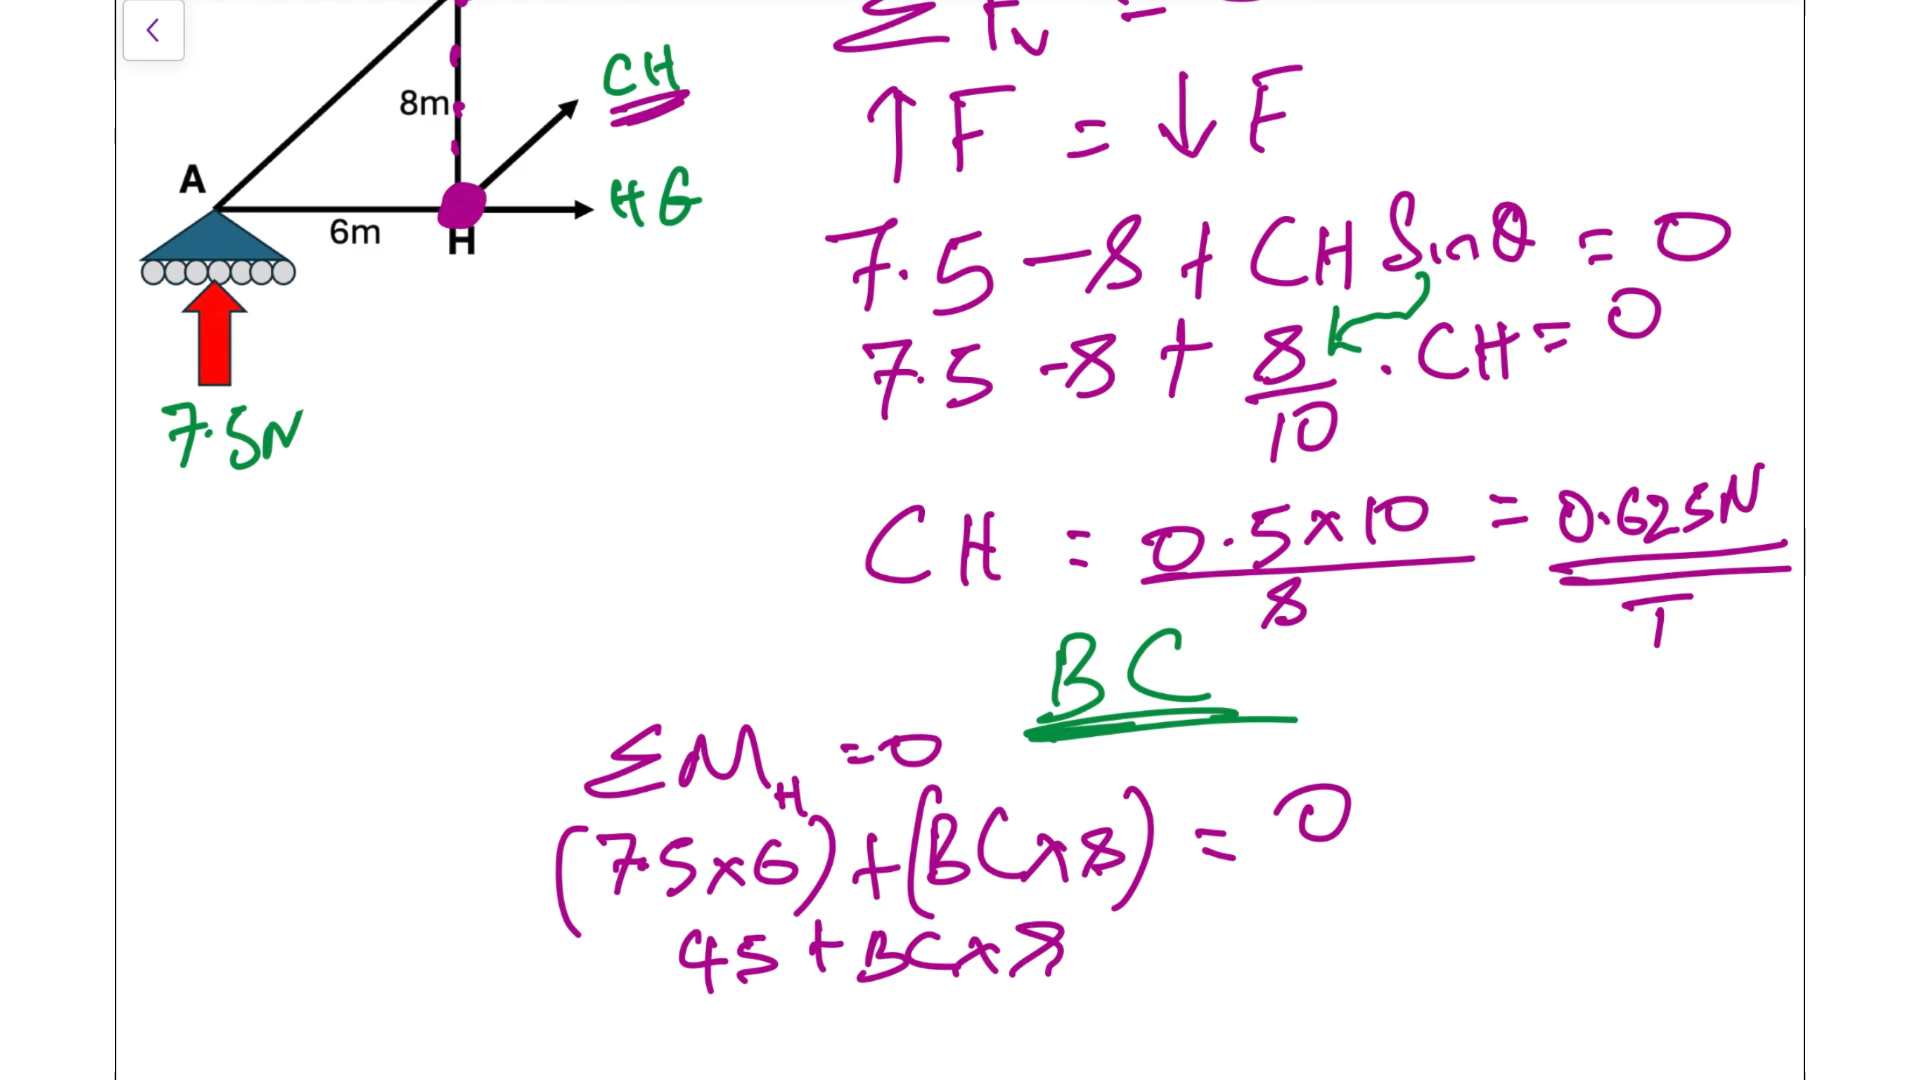 8m
CH
A
HG
6m
H
7.5N
ΣFv =
↑F = ↓F
7.5 - 8 + CH Sinθ = 0
7.5 - 8 + 8/10 . CH = 0
CH = 0.5 x 10 / 8 = 0.625N
T
BC
ΣM_H = 0
(7.5 x 6) + (BC x 8) = 0
45 + BC x 8